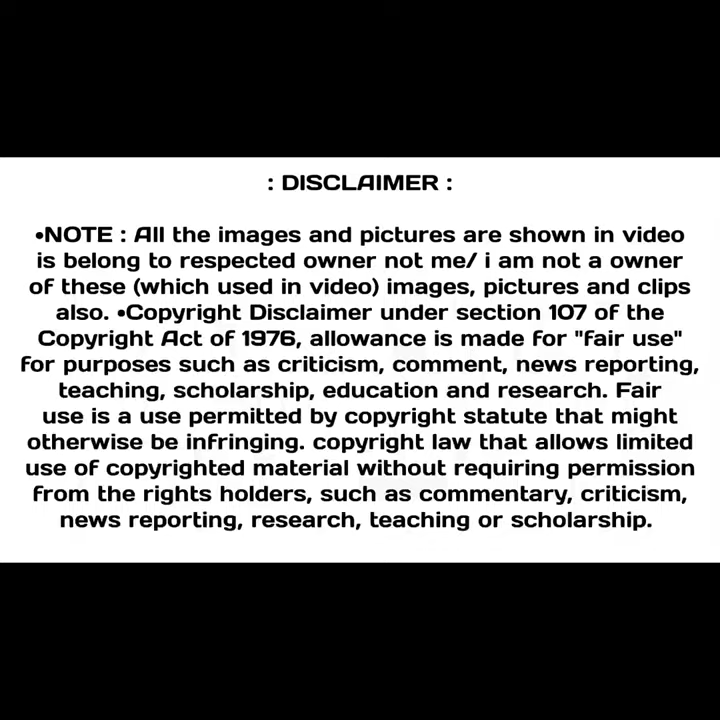 : DISCLAIMER :
•NOTE : All the images and pictures are shown in video
is belong to respected owner not me/ i am not a owner
of these (which used in video) images, pictures and clips
also. •Copyright Disclaimer under section 107 of the
Copyright Act of 1976, allowance is made for "fair use"
for purposes such as criticism, comment, news reporting,
teaching, scholarship, education and research. Fair
use is a use permitted by copyright statute that might
otherwise be infringing. copyright law that allows limited
use of copyrighted material without requiring permission
from the rights holders, such as commentary, criticism,
news reporting, research, teaching or scholarship.